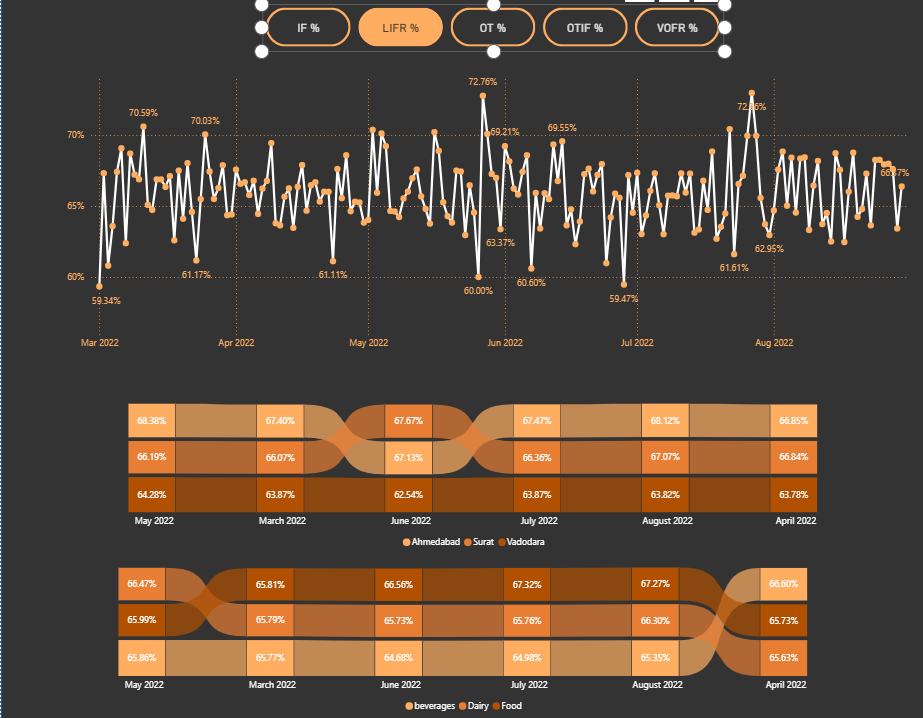 IF % LIFR % OT % OTIF % VOFR %
72.76%
70.59% 70.03% 69.21% 69.55% 72.86%
70%
66.37%
65%
63.37% 62.95%
61.17% 61.11% 60.60% 61.61%
60%
59.34% 60.00% 59.47%
Mar 2022 Apr 2022 May 2022 Jun 2022 Jul 2022 Aug 2022
68.38% 67.40% 67.67% 67.47% 68.12% 66.85%
66.19% 66.07% 67.13% 66.36% 67.07% 66.84%
64.28% 63.87% 62.54% 63.87% 63.82% 63.78%
May 2022 March 2022 June 2022 July 2022 August 2022 April 2022
Ahmedabad Surat Vadodara
66.47% 65.81% 66.56% 67.32% 67.27% 66.60%
65.99% 65.79% 65.73% 65.76% 66.30% 65.73%
65.86% 65.77% 64.68% 64.98% 65.35% 65.63%
May 2022 March 2022 June 2022 July 2022 August 2022 April 2022
beverages Dairy Food